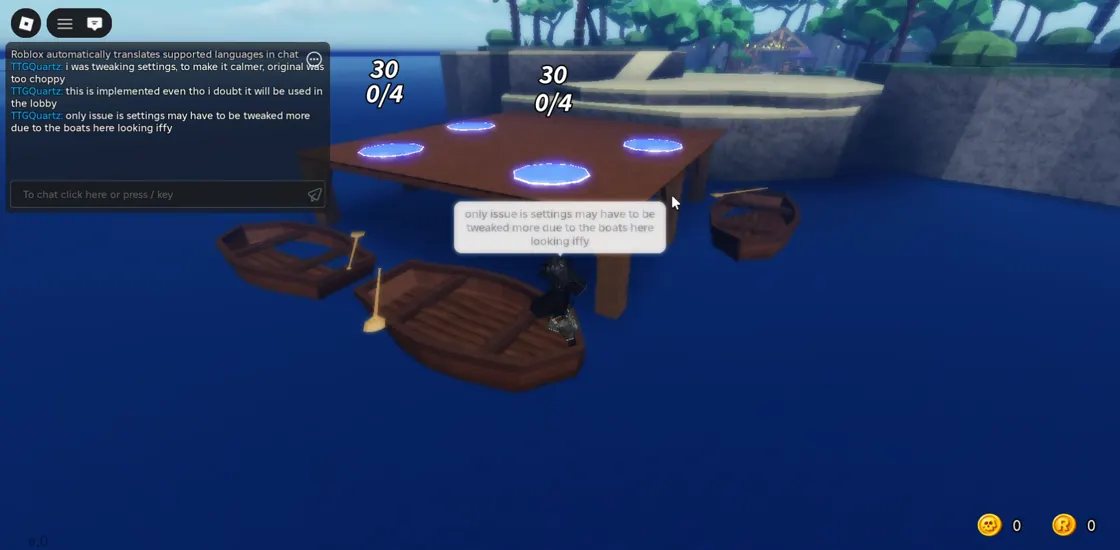 Roblox automatically translates supported languages in chat
TTGQuartz: i was tweaking settings, to make it calmer, original was
too choppy
TTGQuartz: this is implemented even tho i doubt it will be used in
the lobby
TTGQuartz: only issue is settings may have to be tweaked more
due to the boats here looking iffy
To chat click here or press / key
30
0/4
30
0/4
only issue is settings may have to be
tweaked more due to the boats here
looking iffy
0
0